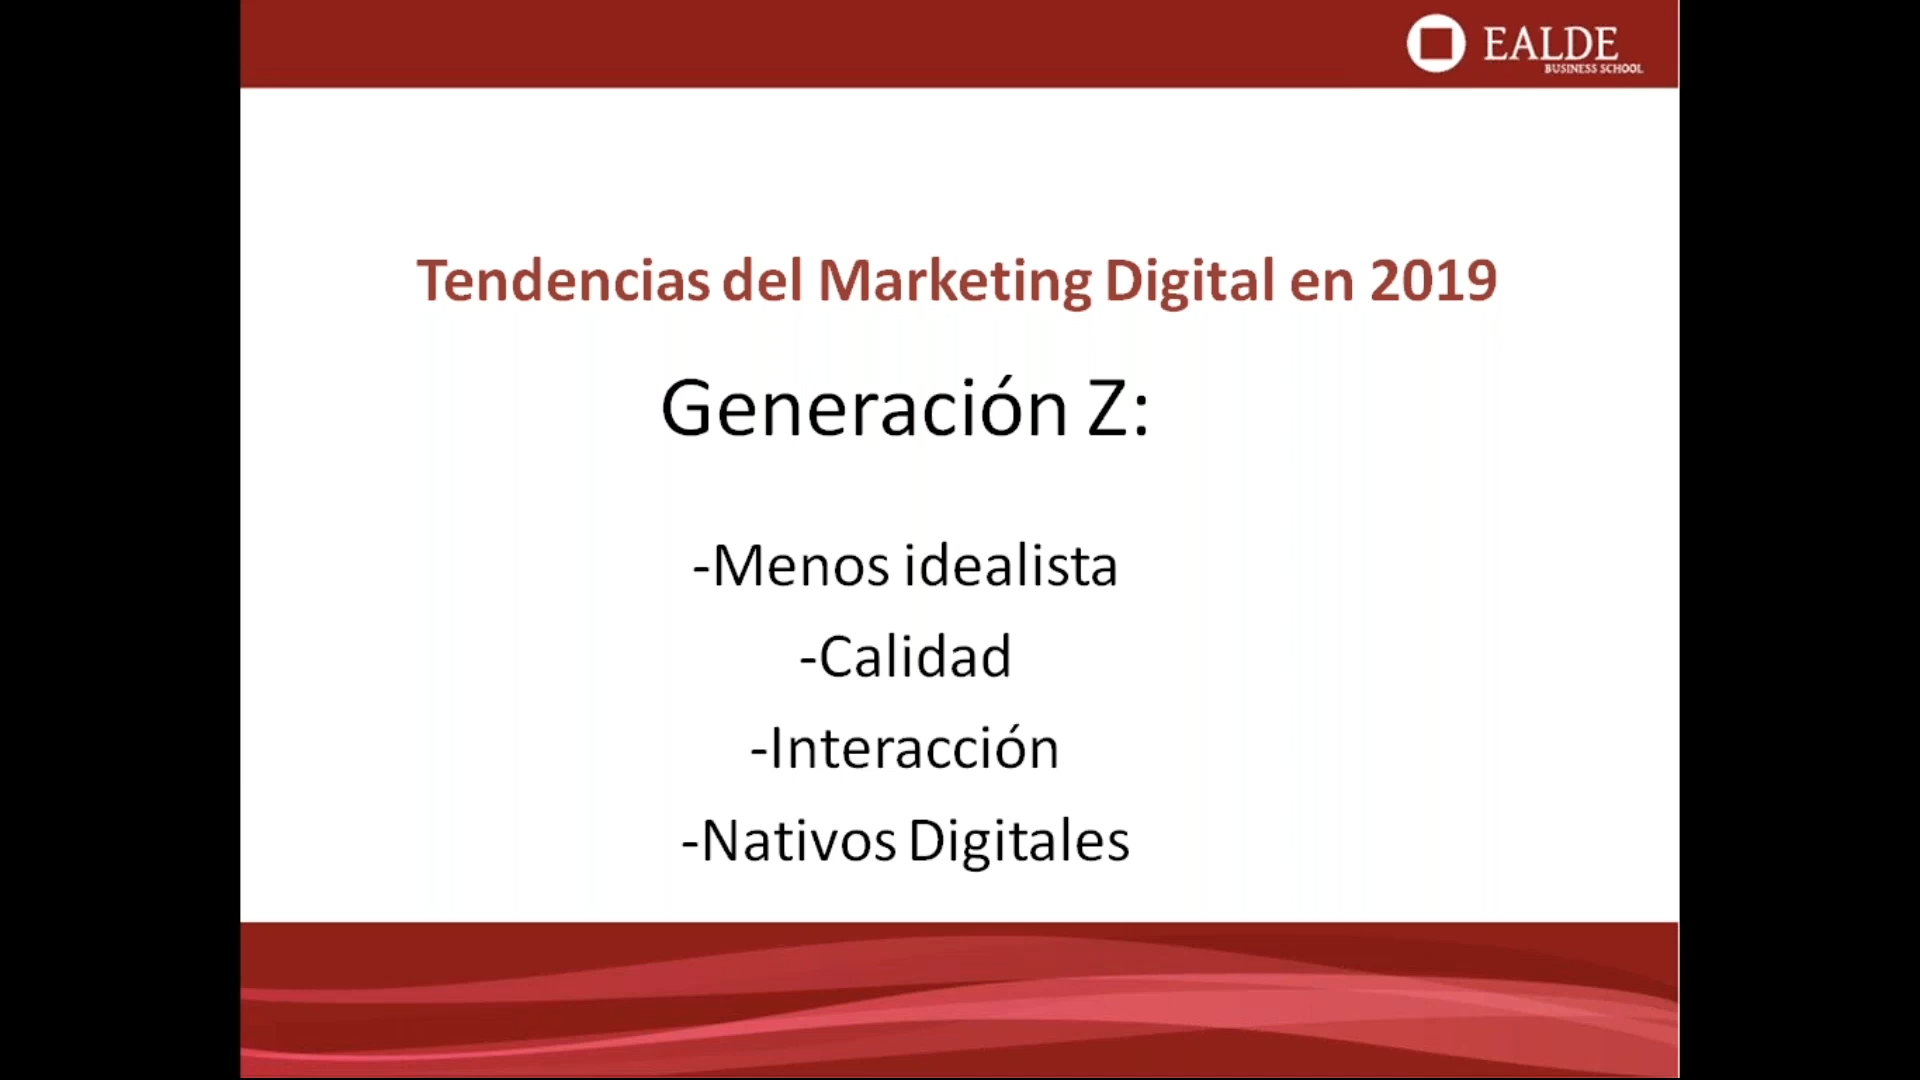 EALDE
BUSINESS SCHOOL
Tendencias del Marketing Digital en 2019
Generación Z:
-Menos idealista
-Calidad
-Interacción
-Nativos Digitales